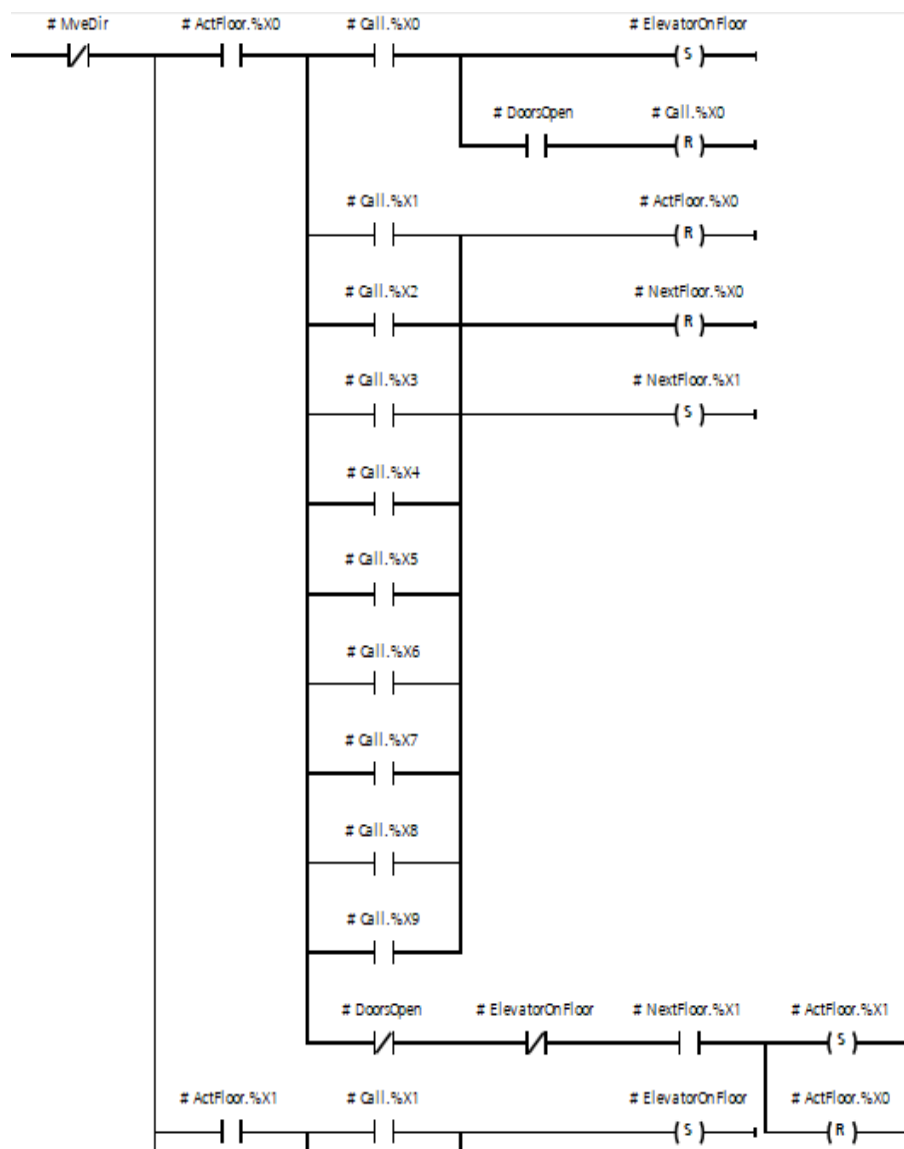 # MveDir # ActFloor.%X0 # Call.%X0 # ElevatorOnFloor
S
# DoorsOpen # Call.%X0
R
# Call.%X1 # ActFloor.%X0
R
# Call.%X2 # NextFloor.%X0
R
# Call.%X3 # NextFloor.%X1
S
# Call.%X4
# Call.%X5
# Call.%X6
# Call.%X7
# Call.%X8
# Call.%X9
# DoorsOpen # ElevatorOnFloor # NextFloor.%X1 # ActFloor.%X1
S
# ActFloor.%X1 # Call.%X1 # ElevatorOnFloor # ActFloor.%X0
S R